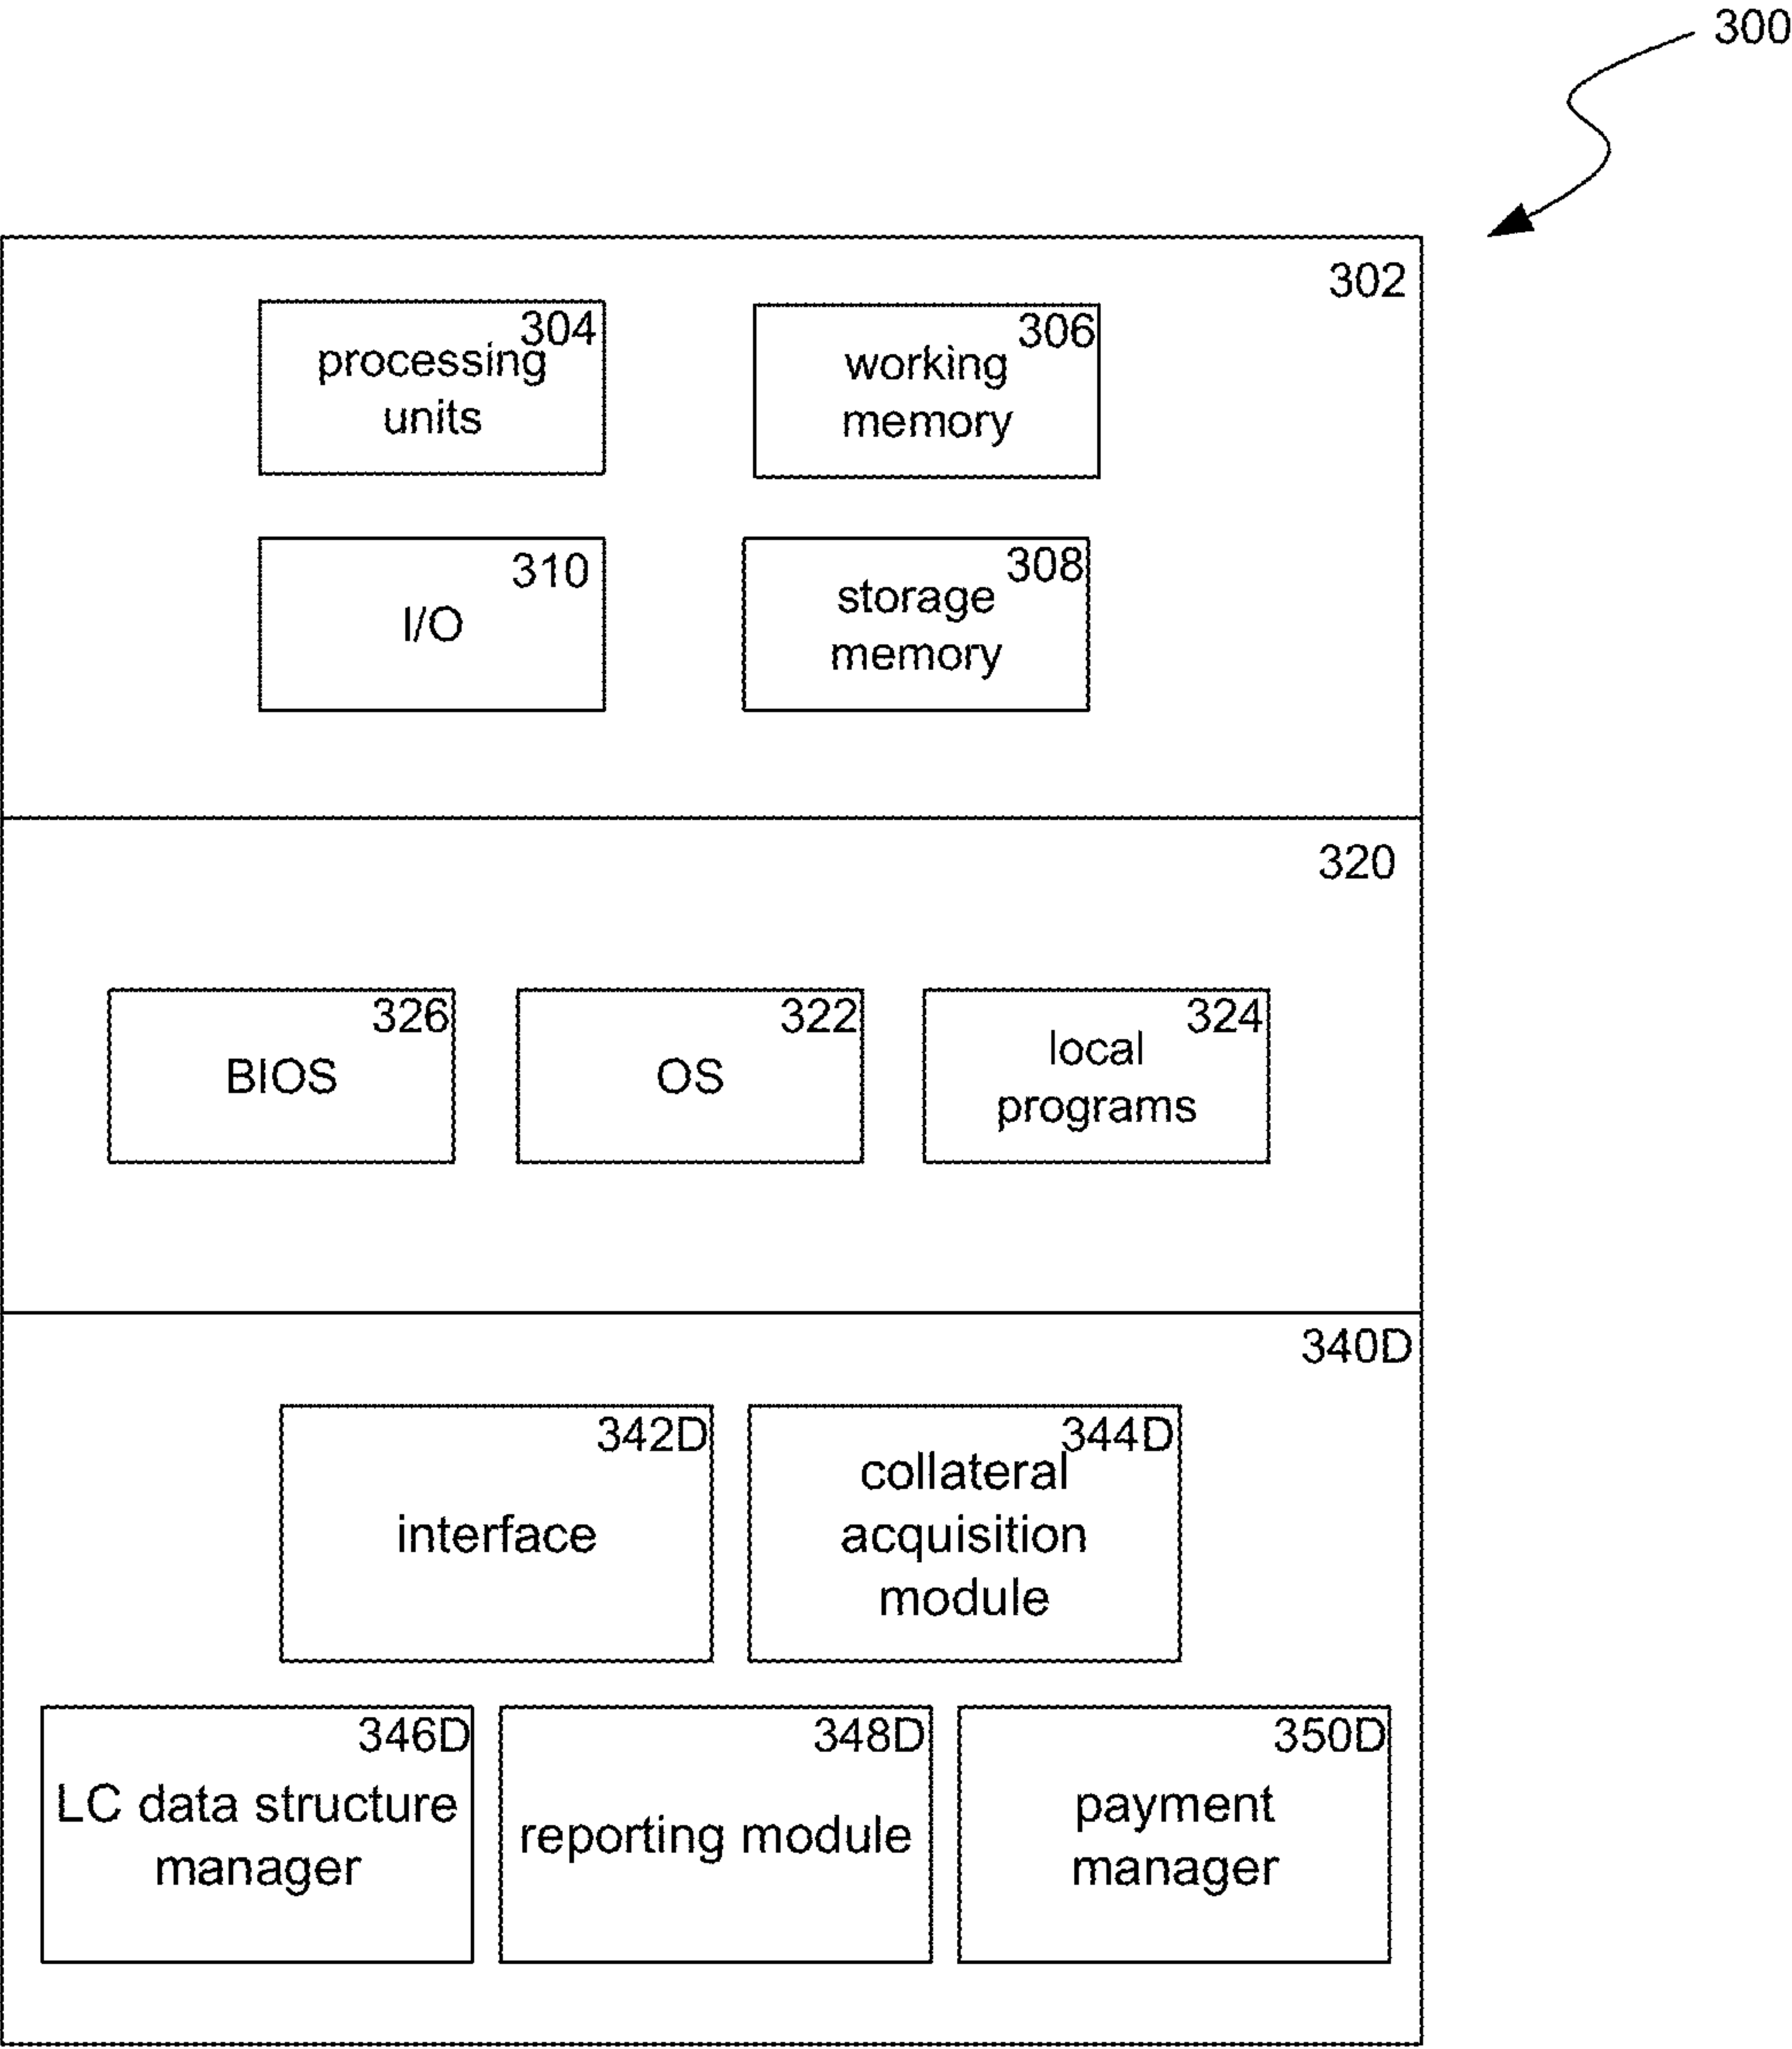 300
302
304
processing
units
306
working
memory
310
I/O
308
storage
memory
320
326
BIOS
322
OS
324
local
programs
340D
342D
interface
344D
collateral
acquisition
module
346D
LC data structure
manager
348D
reporting module
350D
payment
manager